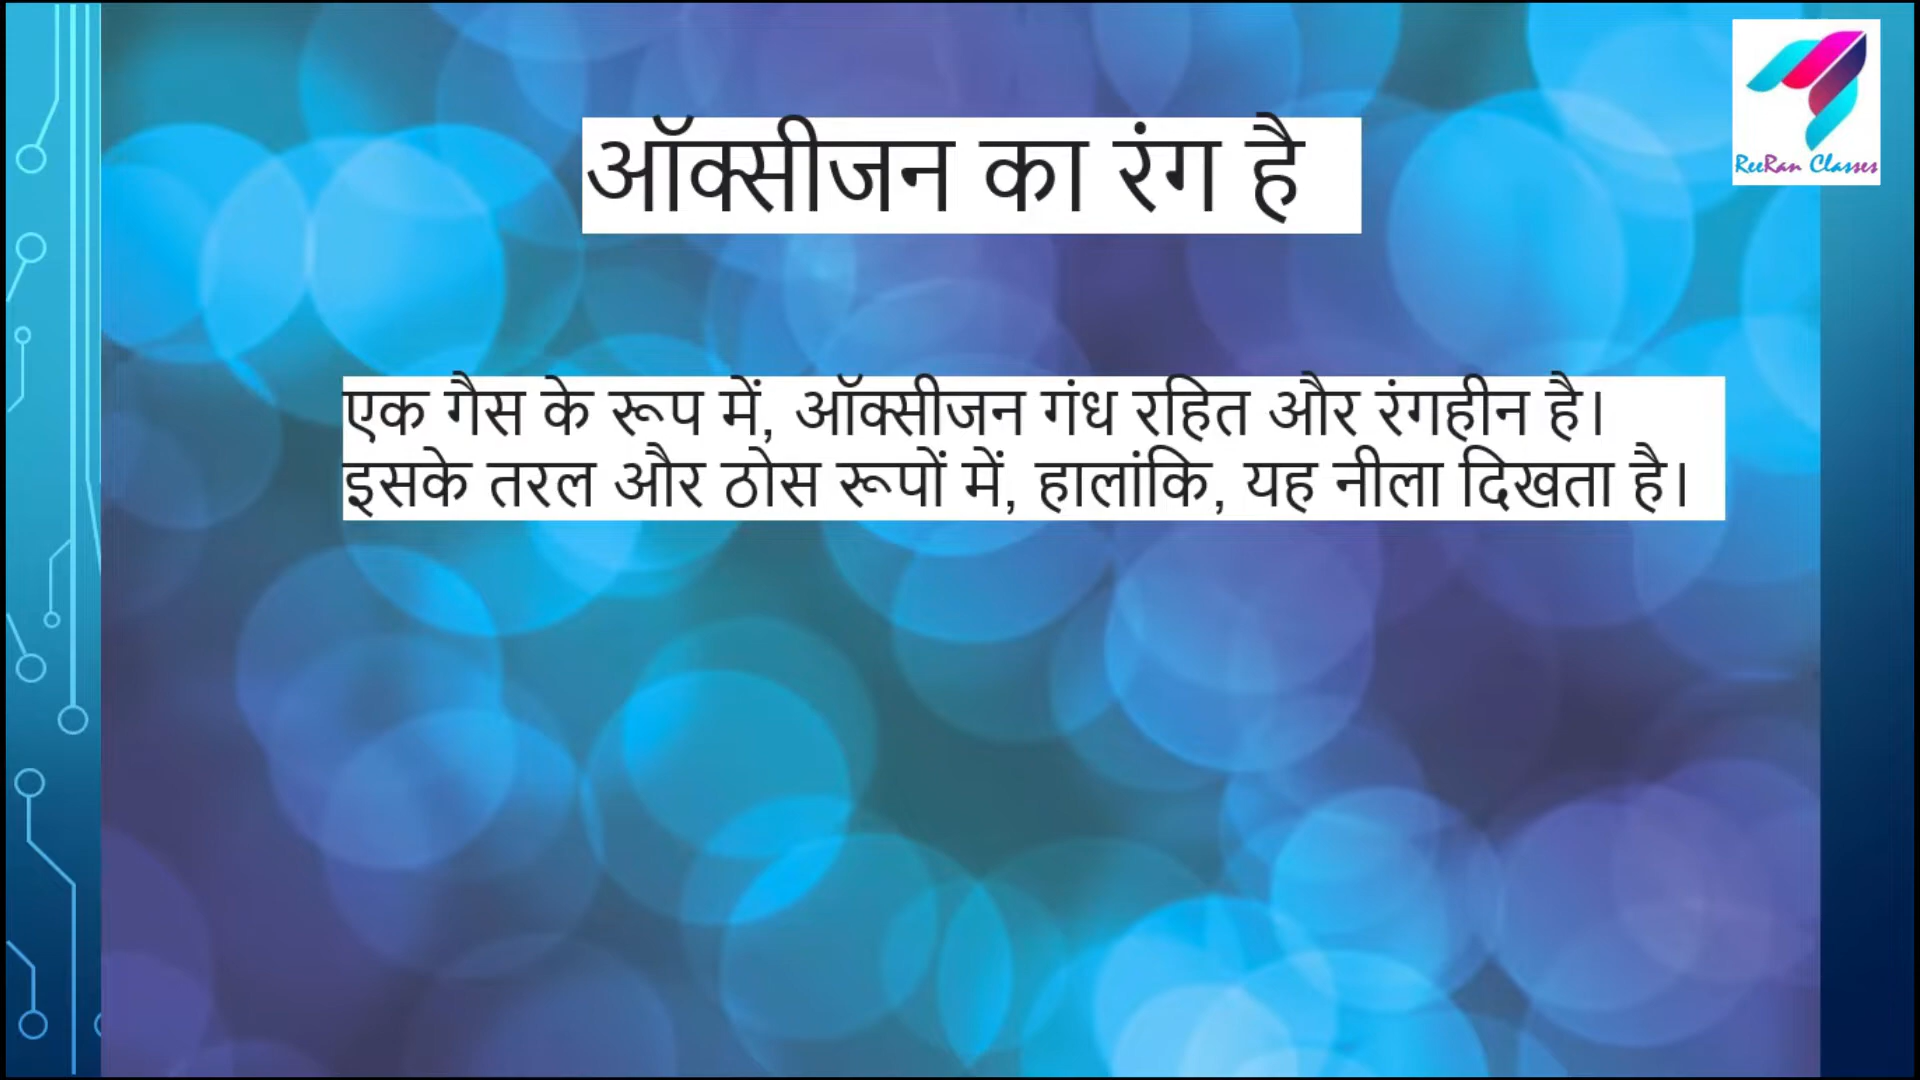 ReeRan Classes
ऑक्सीजन का रंग है
एक गैस के रूप में, ऑक्सीजन गंध रहित और रंगहीन है।
इसके तरल और ठोस रूपों में, हालांकि, यह नीला दिखता है।